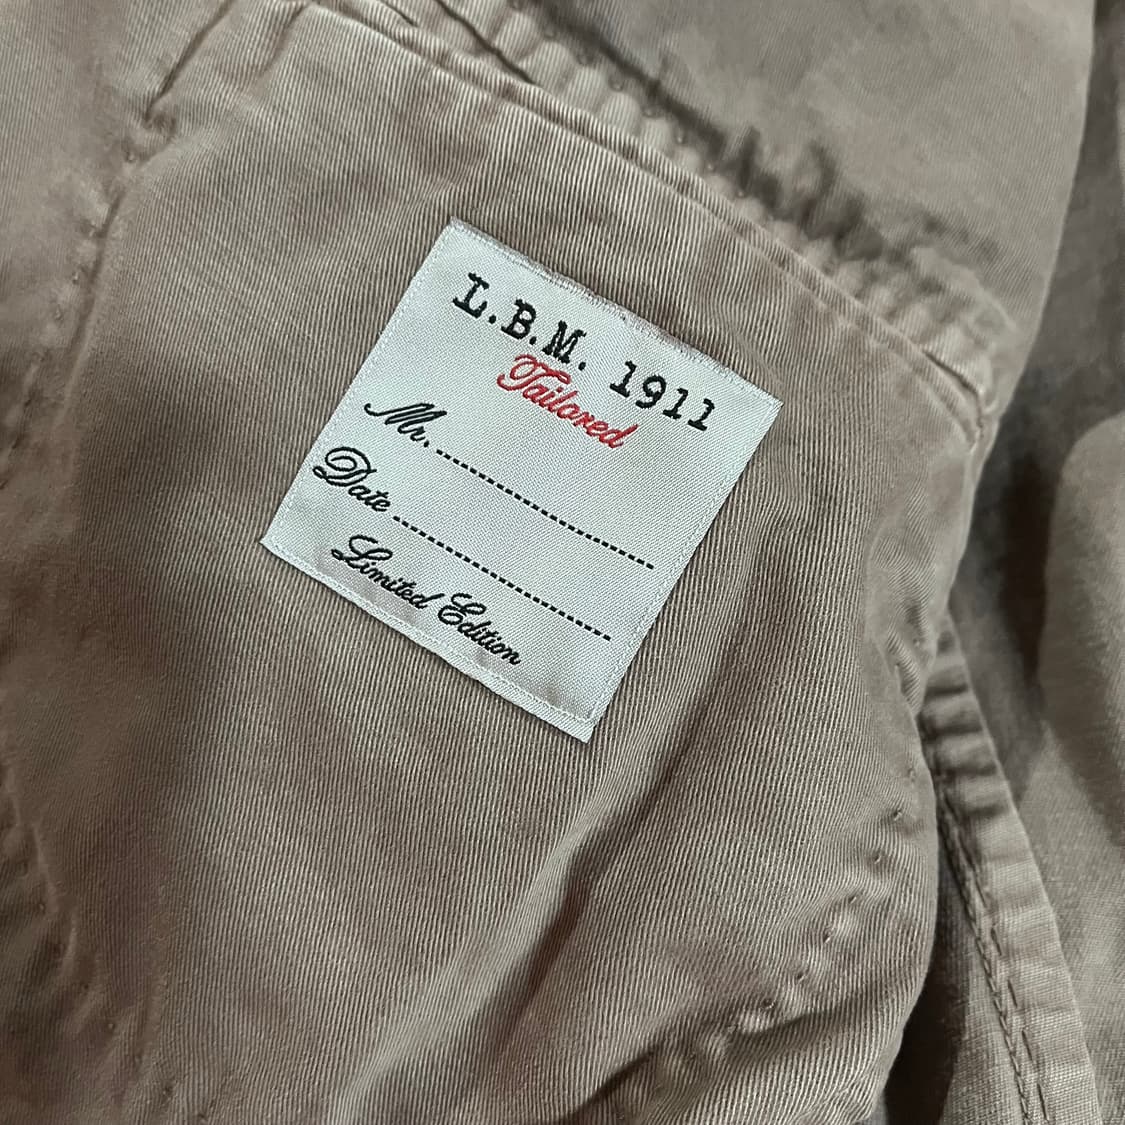 L.B.M. 1911
Tailored
Mr. ........................
Date ........................
Limited Edition